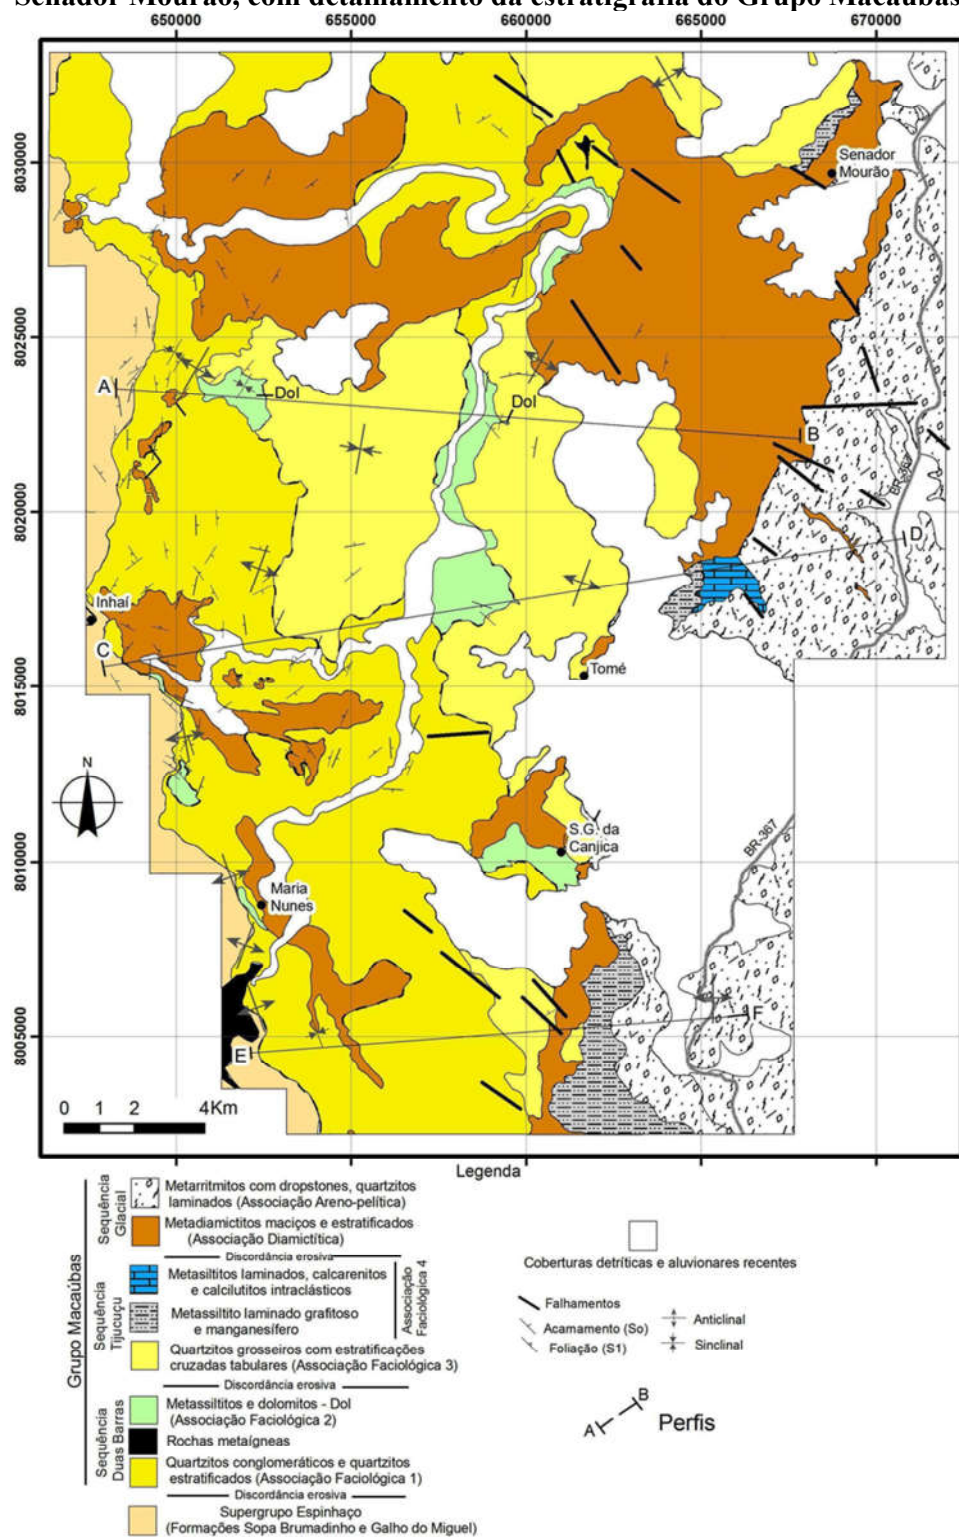 Senador Mourão, com detalhamento da estratigrafia do Grupo Macaúbas
650000 655000 660000 665000 670000
8030000
8025000
8020000
8015000
8010000
8005000
Senador
Mourão
A
Dol
Dol
B
BR-367
D
Inhaí
C
Tomé
N
S.G. da
Canjica
BR-367
Maria
Nunes
F
E
0 1 2 4Km
Legenda
Grupo Macaúbas
Sequência
Glacial
Metarritmitos com dropstones, quartzitos
laminados (Associação Areno-pelítica)
Metadiamictitos maciços e estratificados
(Associação Diamictítica)
Discordância erosiva
Sequência
Tijucuçu
Metasiltitos laminados, calcarenitos
e calcilutitos intraclásticos
Metassiltito laminado grafitoso
e manganesífero
Associação
Faciológica 4
Quartzitos grosseiros com estratificações
cruzadas tabulares (Associação Faciológica 3)
Discordância erosiva
Sequência
Duas Barras
Metassiltitos e dolomitos - Dol
(Associação Faciológica 2)
Rochas metaígneas
Quartzitos conglomeráticos e quartzitos
estratificados (Associação Faciológica 1)
Discordância erosiva
Supergrupo Espinhaço
(Formações Sopa Brumadinho e Galho do Miguel)
Coberturas detríticas e aluvionares recentes
Falhamentos
Acamamento (So)
Foliação (S1)
Anticlinal
Sinclinal
A B Perfis